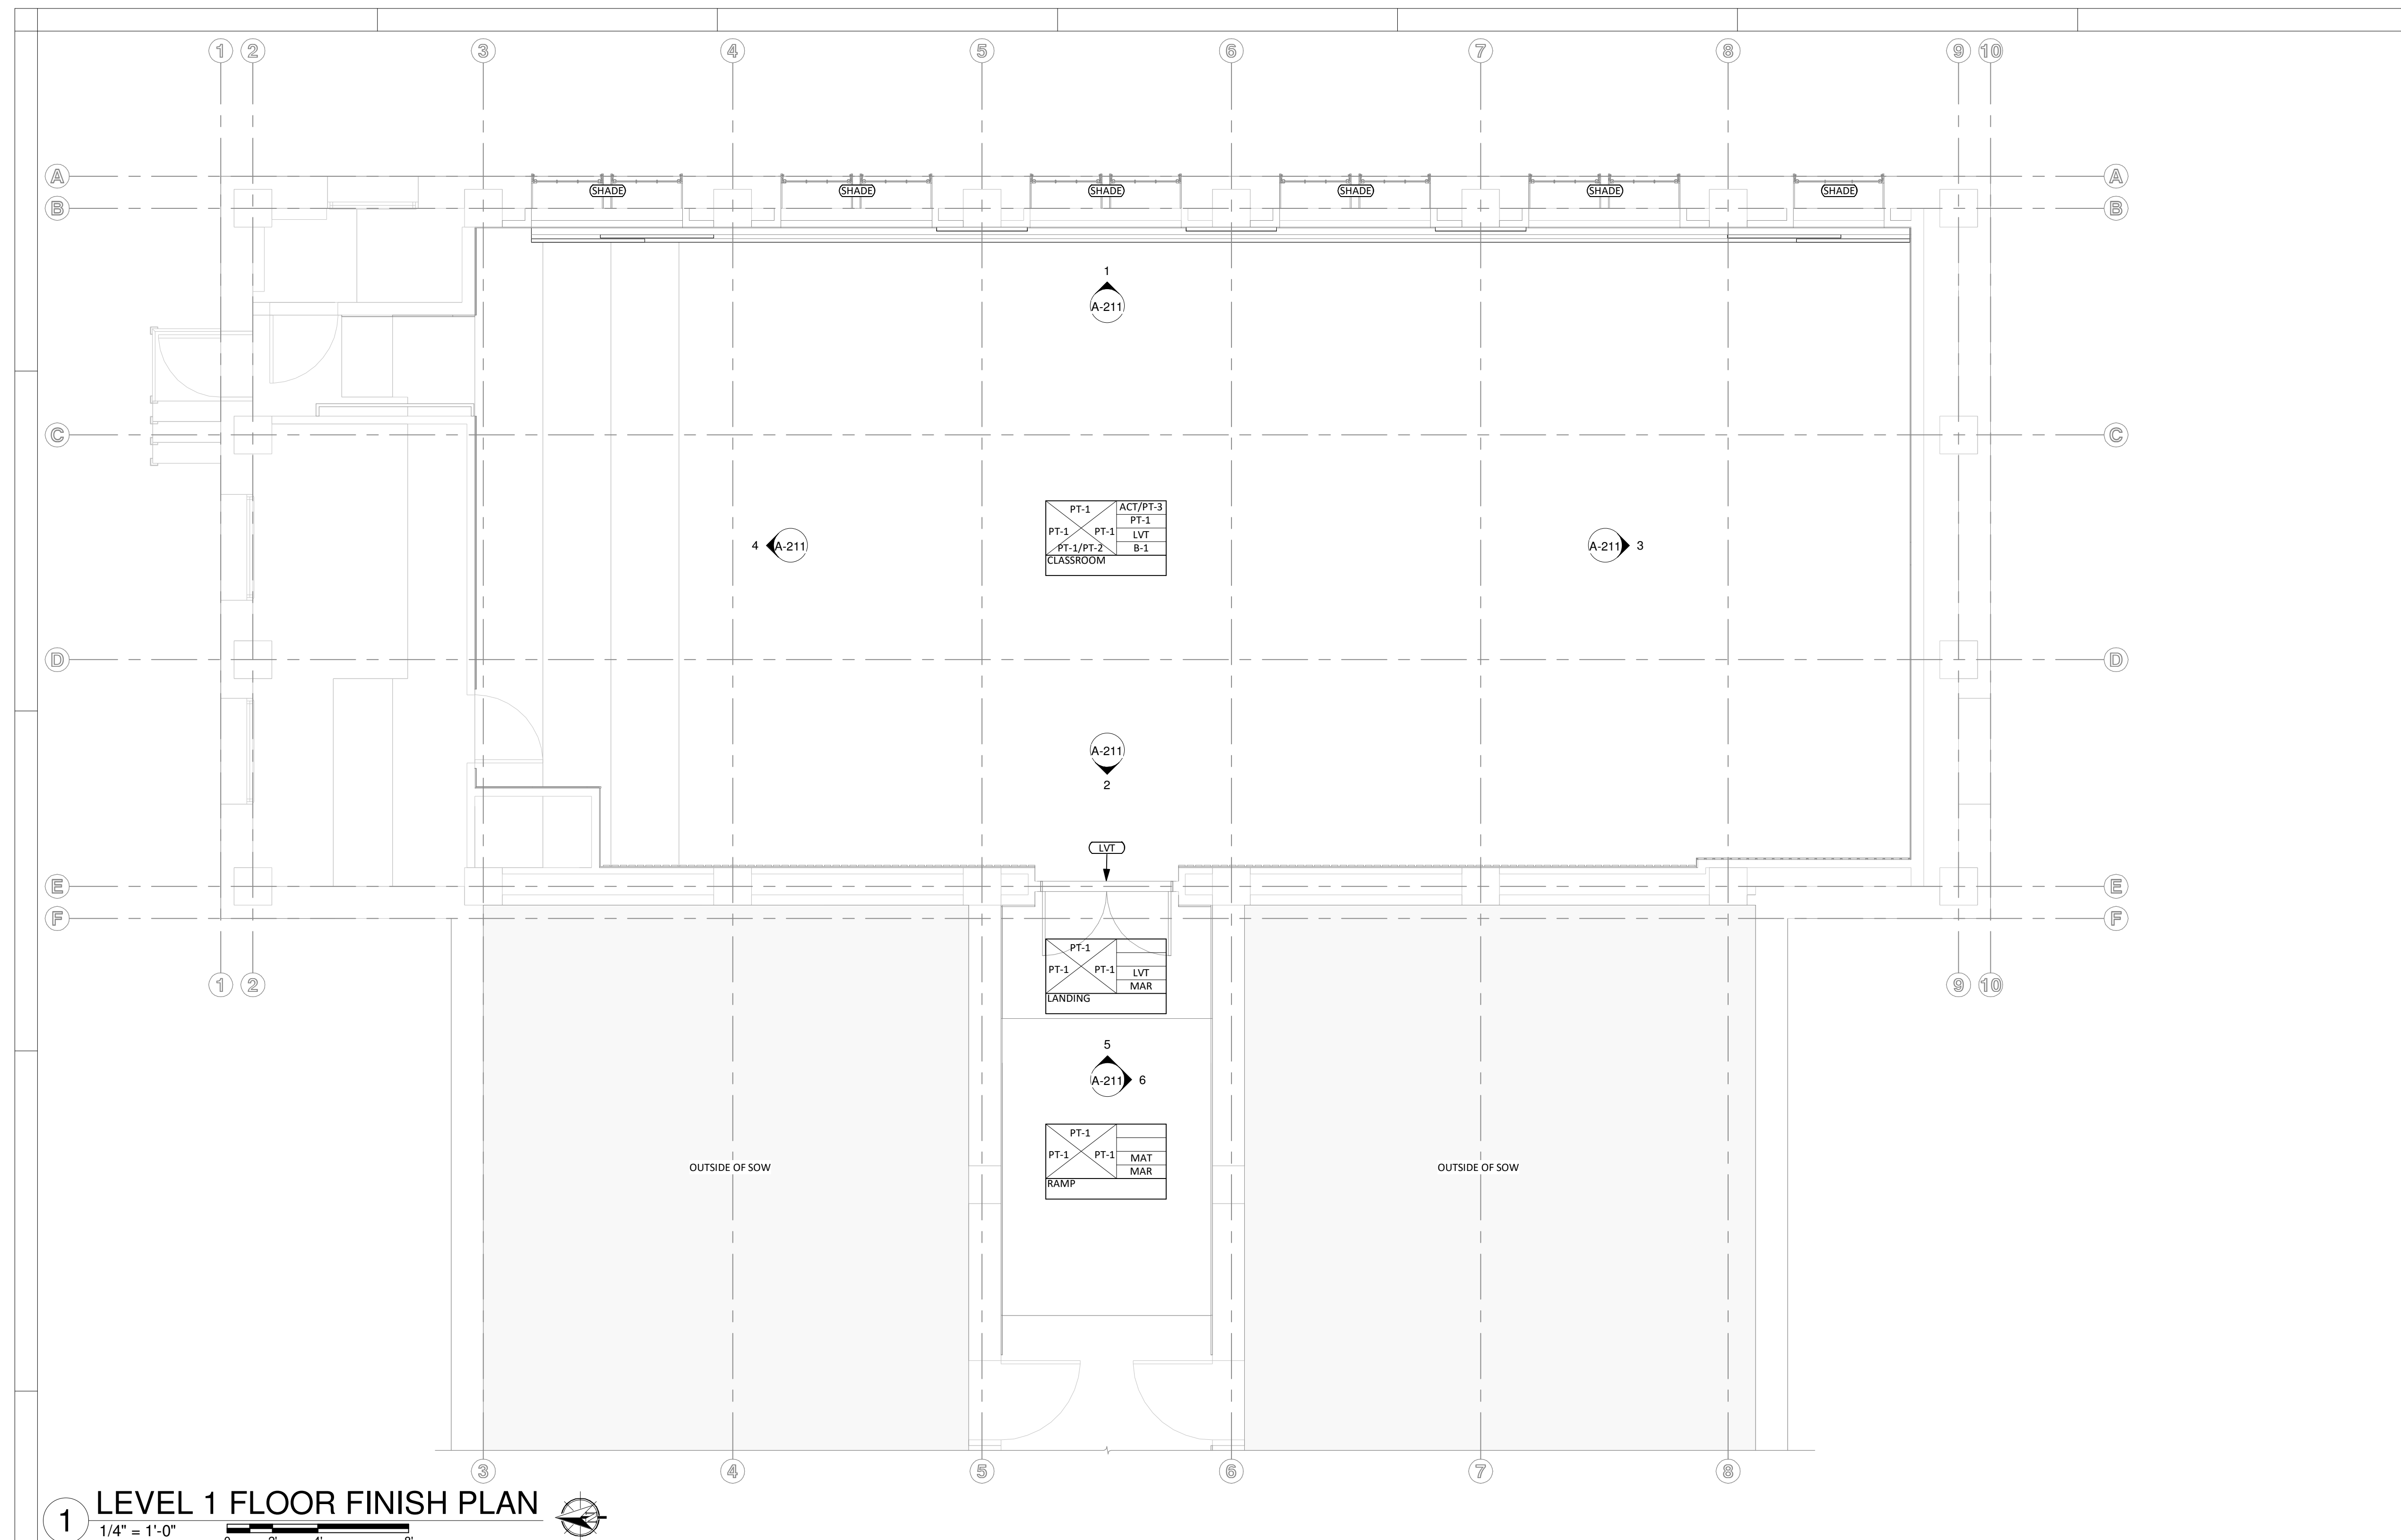 1 2 3 4 5 6 7 8 9 10
A A
SHADE SHADE SHADE SHADE SHADE SHADE
B B
1
A-211
C C
PT-1 ACT/PT-3
PT-1
PT-1 PT-1 LVT
PT-1/PT-2 B-1
CLASSROOM
4 A-211
A-211 3
D D
A-211
2
LVT
E E
F F
PT-1
PT-1 PT-1 LVT
MAR
LANDING
1 2 9 10
5
A-211 6
PT-1
PT-1 PT-1 MAT
MAR
RAMP
OUTSIDE OF SOW OUTSIDE OF SOW
3 4 5 6 7 8
1 LEVEL 1 FLOOR FINISH PLAN
1/4" = 1'-0"
0 2' 4' 8'